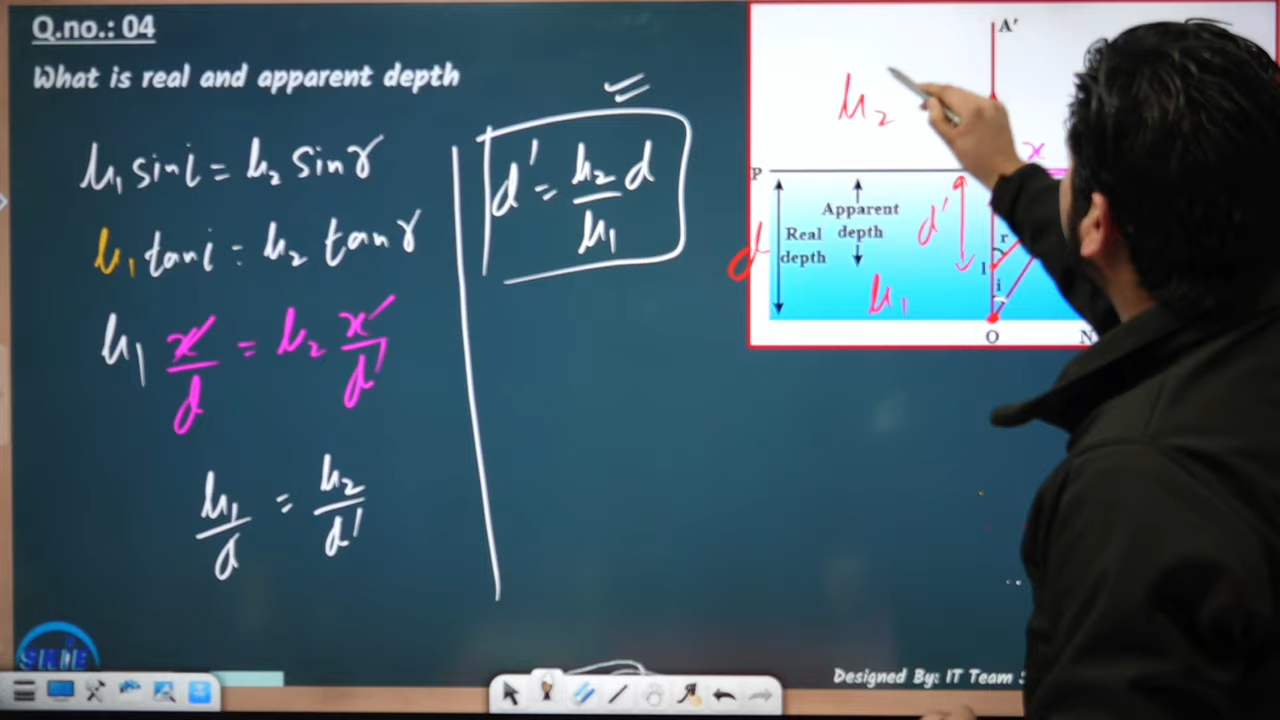 Q.no.: 04
What is real and apparent depth
μ₁ sin i = μ₂ sin r
μ₁ tan i = μ₂ tan r
μ₁ x/d = μ₂ x/d'
μ₁/d = μ₂/d'
d' = μ₂/μ₁ d
A'
μ₂
x
P
Real depth
Apparent depth
d
d'
r
I
i
μ₁
O
N
Designed By: IT Team